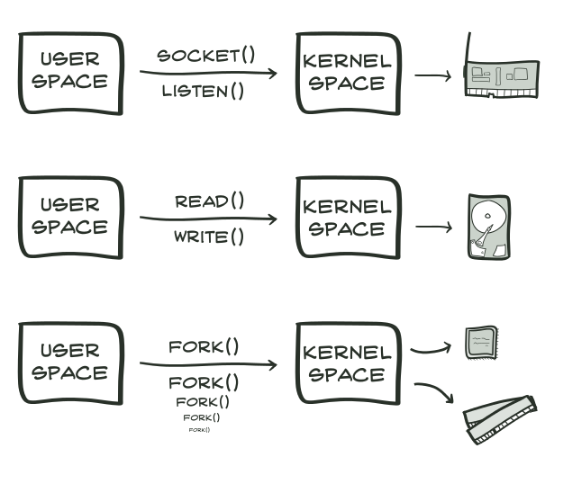 USER
SPACE
SOCKET()
LISTEN()
KERNEL
SPACE
USER
SPACE
READ()
WRITE()
KERNEL
SPACE
USER
SPACE
FORK()
FORK()
FORK()
FORK()
FORK()
KERNEL
SPACE